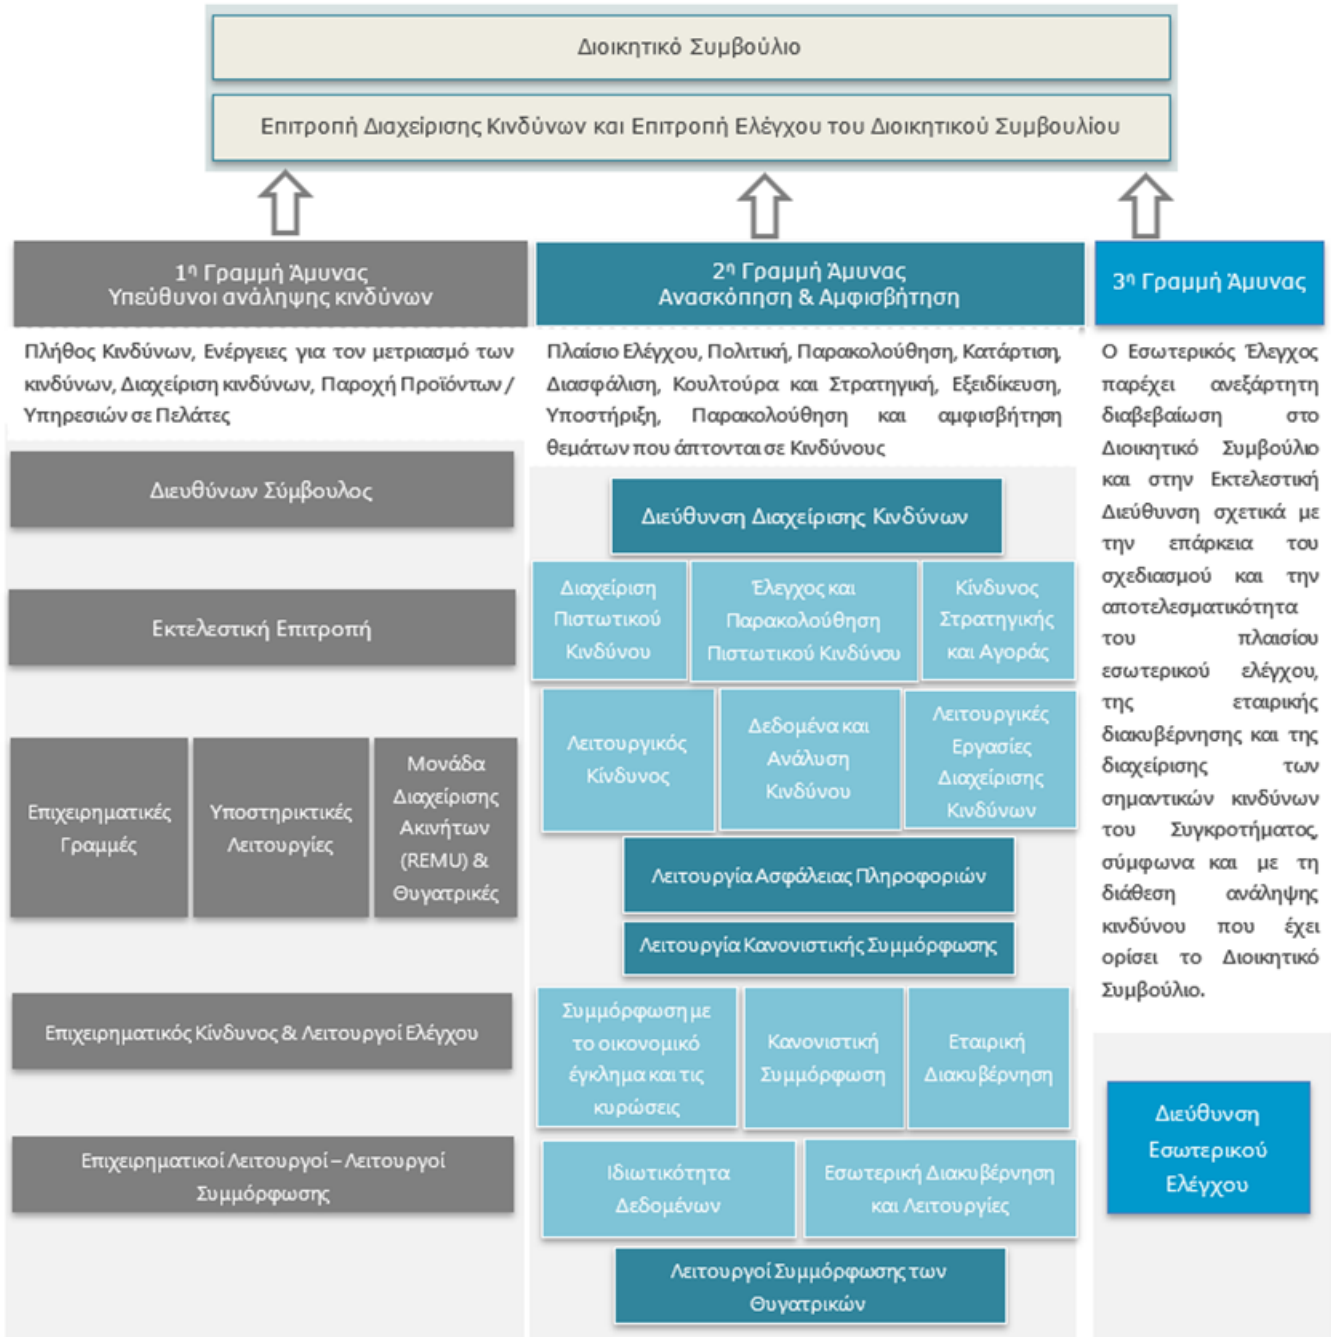 Διοικητικό Συμβούλιο
Επιτροπή Διαχείρισης Κινδύνων και Επιτροπή Ελέγχου του Διοικητικού Συμβουλίου
1η Γραμμή Άμυνας
Υπεύθυνοι ανάληψης κινδύνων
Πλήθος Κινδύνων, Ενέργειες για τον μετριασμό των
κινδύνων, Διαχείριση κινδύνων, Παροχή Προϊόντων /
Υπηρεσιών σε Πελάτες
Διευθύνων Σύμβουλος
Εκτελεστική Επιτροπή
Επιχειρηματικές
Γραμμές
Υποστηρικτικές
Λειτουργίες
Μονάδα
Διαχείρισης
Ακινήτων
(REMU) &
Θυγατρικές
Επιχειρηματικός Κίνδυνος & Λειτουργοί Ελέγχου
Επιχειρηματικοί Λειτουργοί – Λειτουργοί
Συμμόρφωσης
2η Γραμμή Άμυνας
Ανασκόπηση & Αμφισβήτηση
Πλαίσιο Ελέγχου, Πολιτική, Παρακολούθηση, Κατάρτιση,
Διασφάλιση, Κουλτούρα και Στρατηγική, Εξειδίκευση,
Υποστήριξη, Παρακολούθηση και αμφισβήτηση
θεμάτων που άπτονται σε Κινδύνους
Διεύθυνση Διαχείρισης Κινδύνων
Διαχείριση
Πιστωτικού
Κινδύνου
Έλεγχος και
Παρακολούθηση
Πιστωτικού Κινδύνου
Κίνδυνος
Στρατηγικής
και Αγοράς
Λειτουργικός
Κίνδυνος
Δεδομένα και
Ανάλυση
Κινδύνου
Λειτουργικές
Εργασίες
Διαχείρισης
Κινδύνων
Λειτουργία Ασφάλειας Πληροφοριών
Λειτουργία Κανονιστικής Συμμόρφωσης
Συμμόρφωση με
το οικονομικό
έγκλημα και τις
κυρώσεις
Κανονιστική
Συμμόρφωση
Εταιρική
Διακυβέρνηση
Ιδιωτικότητα
Δεδομένων
Εσωτερική Διακυβέρνηση
και Λειτουργίες
Λειτουργοί Συμμόρφωσης των
Θυγατρικών
3η Γραμμή Άμυνας
Ο Εσωτερικός Έλεγχος
παρέχει ανεξάρτητη
διαβεβαίωση στο
Διοικητικό Συμβούλιο
και στην Εκτελεστική
Διεύθυνση σχετικά με
την επάρκεια του
σχεδιασμού και την
αποτελεσματικότητα
του πλαισίου
εσωτερικού ελέγχου,
της εταιρικής
διακυβέρνησης και της
διαχείρισης των
σημαντικών κινδύνων
του Συγκροτήματος,
σύμφωνα και με τη
διάθεση ανάληψης
κινδύνου που έχει
ορίσει το Διοικητικό
Συμβούλιο.
Διεύθυνση
Εσωτερικού
Ελέγχου